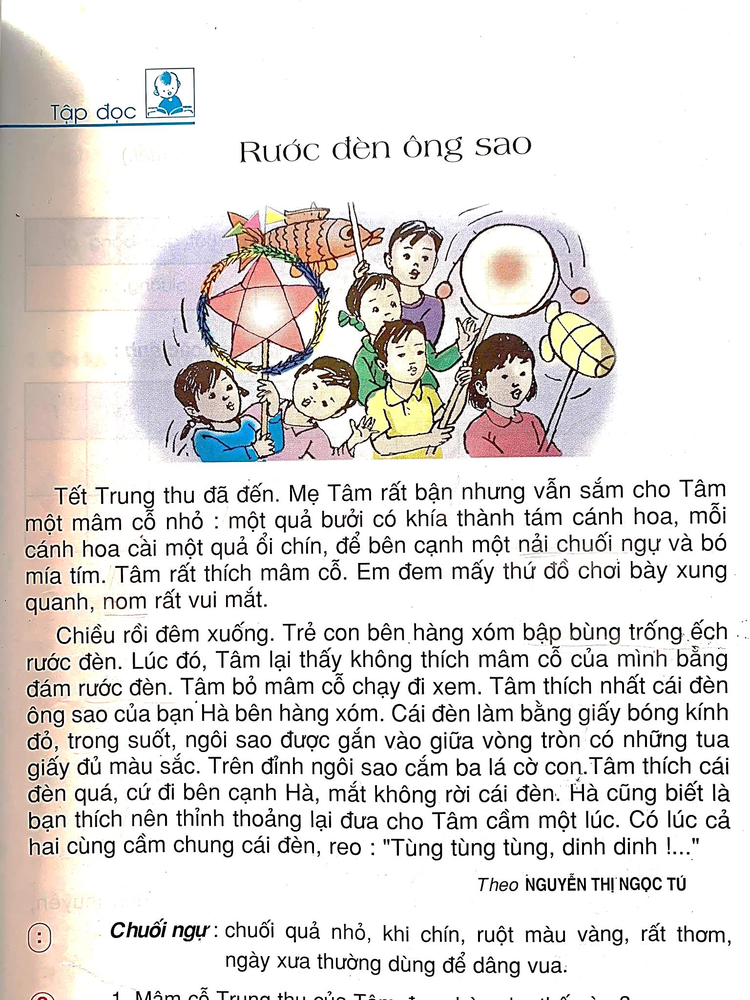 Tập đọc
Rước đèn ông sao
Tết Trung thu đã đến. Mẹ Tâm rất bận nhưng vẫn sắm cho Tâm
một mâm cỗ nhỏ : một quả bưởi có khía thành tám cánh hoa, mỗi
cánh hoa cài một quả ổi chín, để bên cạnh một nải chuối ngự và bó
mía tím. Tâm rất thích mâm cỗ. Em đem mấy thứ đồ chơi bày xung
quanh, nom rất vui mắt.
Chiều rồi đêm xuống. Trẻ con bên hàng xóm bập bùng trống ếch
rước đèn. Lúc đó, Tâm lại thấy không thích mâm cỗ của mình bằng
đám rước đèn. Tâm bỏ mâm cỗ chạy đi xem. Tâm thích nhất cái đèn
ông sao của bạn Hà bên hàng xóm. Cái đèn làm bằng giấy bóng kính
đỏ, trong suốt, ngôi sao được gắn vào giữa vòng tròn có những tua
giấy đủ màu sắc. Trên đỉnh ngôi sao cắm ba lá cờ con.Tâm thích cái
đèn quá, cứ đi bên cạnh Hà, mắt không rời cái đèn. Hà cũng biết là
bạn thích nên thỉnh thoảng lại đưa cho Tâm cầm một lúc. Có lúc cả
hai cùng cầm chung cái đèn, reo : "Tùng tùng tùng, dinh dinh !..."
Theo NGUYỄN THỊ NGỌC TÚ
Chuối ngự : chuối quả nhỏ, khi chín, ruột màu vàng, rất thơm,
ngày xưa thường dùng để dâng vua.
1. Mâm cỗ Trung thu của Tâm